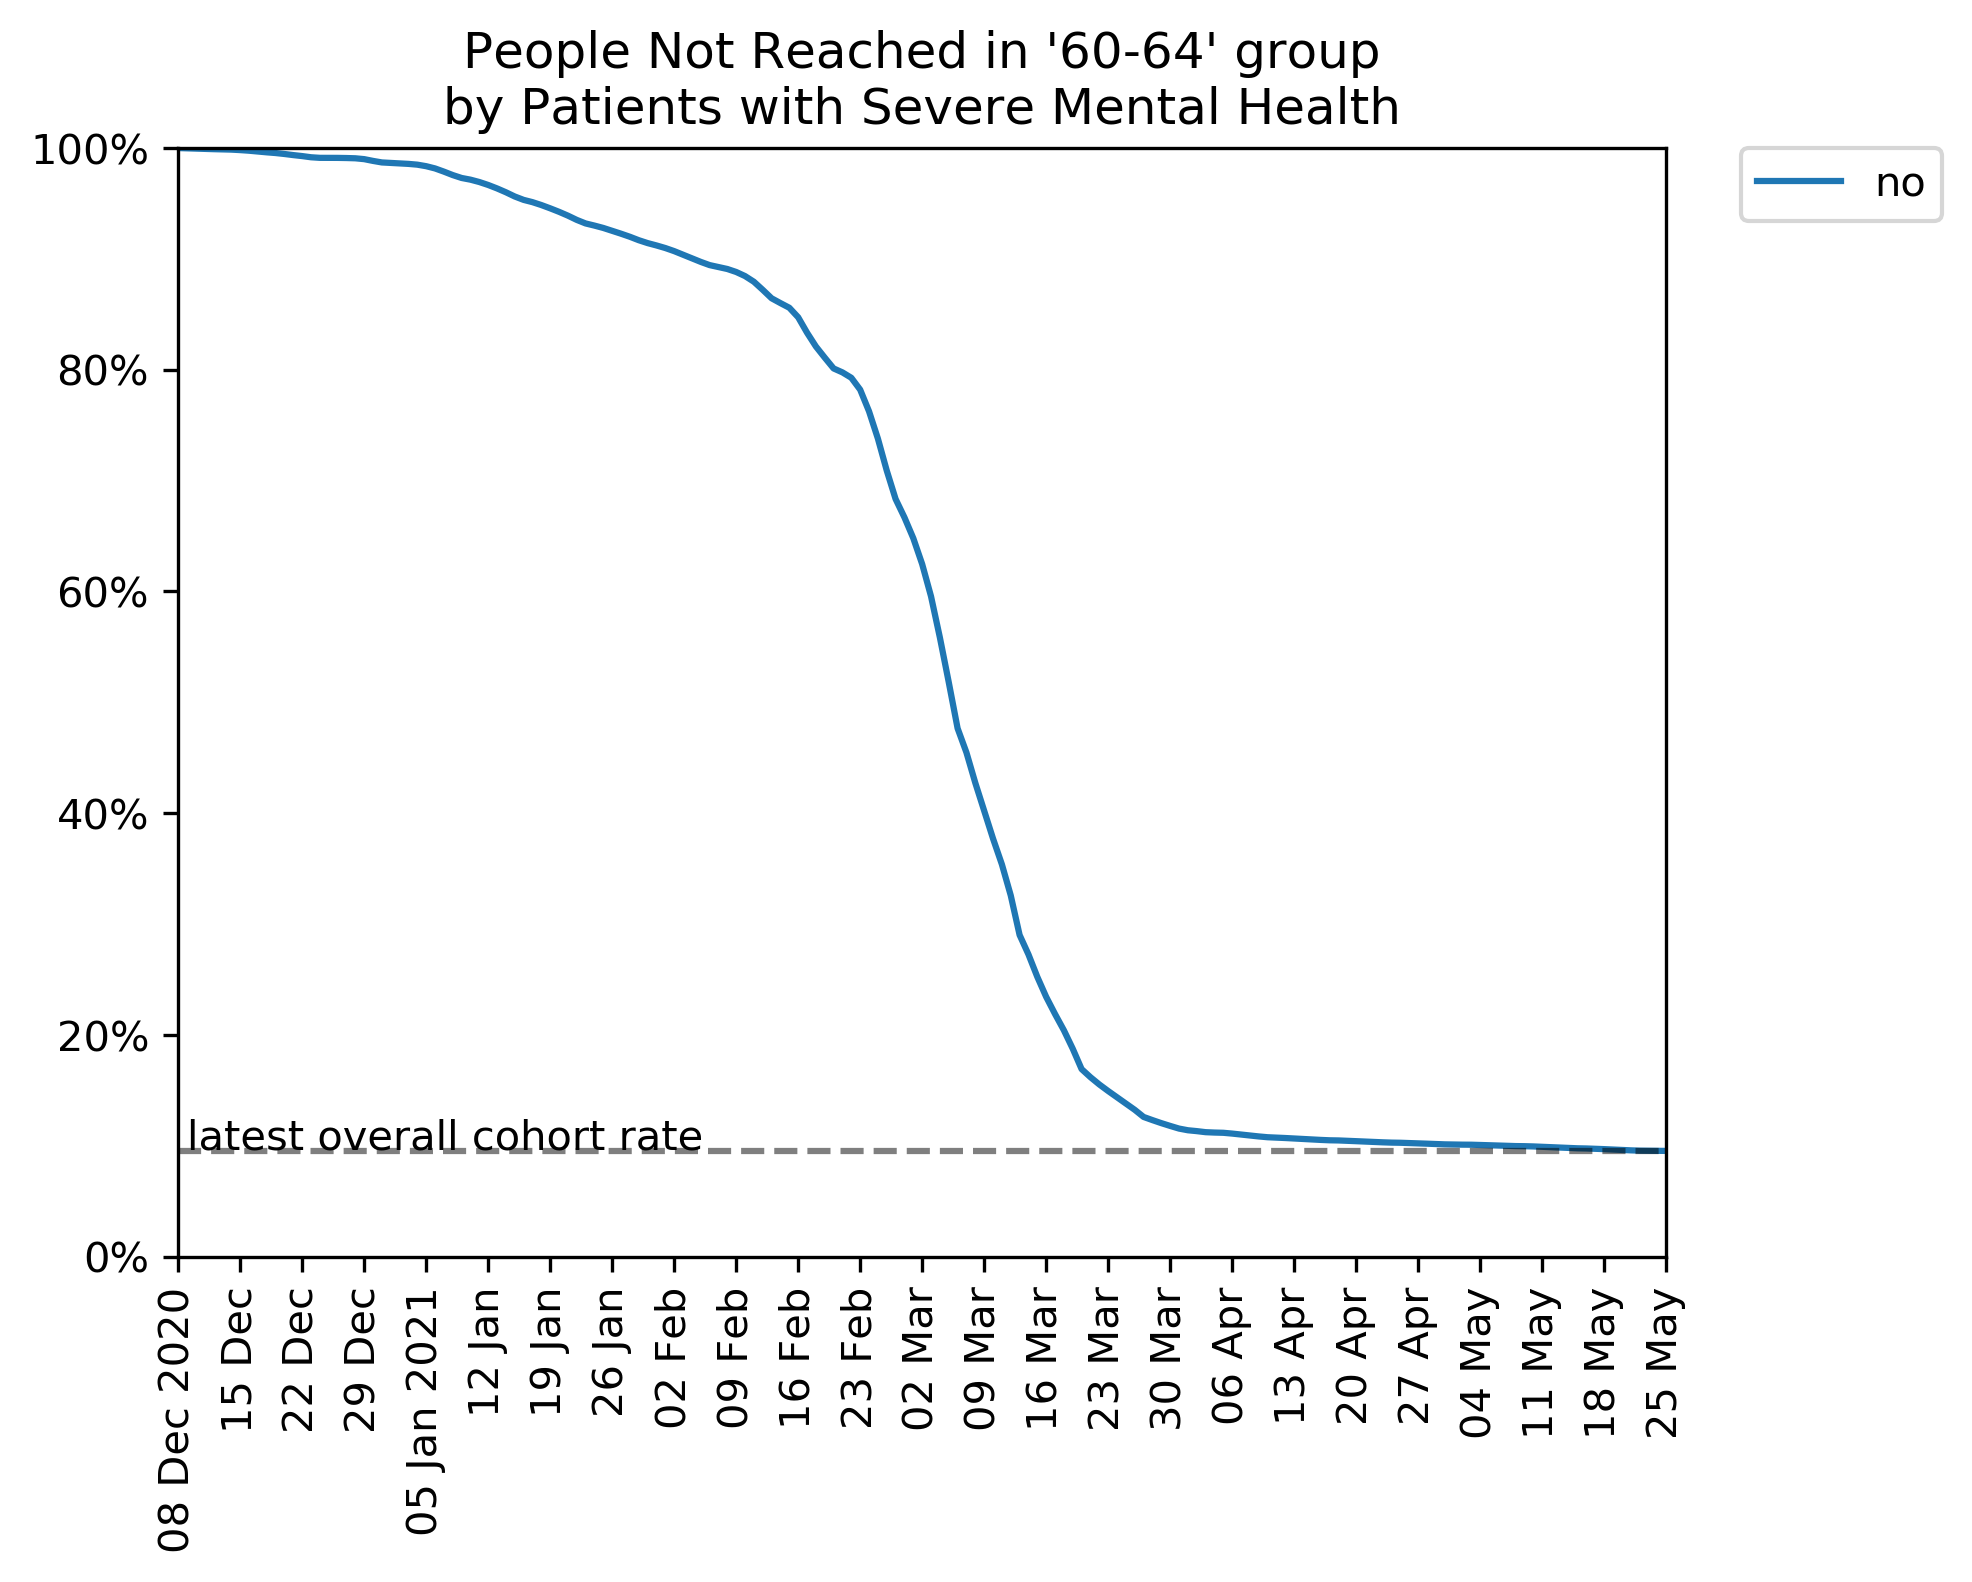 People Not Reached in '60-64' group
by Patients with Severe Mental Health
100%
80%
60%
40%
20%
0%
no
latest overall cohort rate
08 Dec 2020
15 Dec
22 Dec
29 Dec
05 Jan 2021
12 Jan
19 Jan
26 Jan
02 Feb
09 Feb
16 Feb
23 Feb
02 Mar
09 Mar
16 Mar
23 Mar
30 Mar
06 Apr
13 Apr
20 Apr
27 Apr
04 May
11 May
18 May
25 May